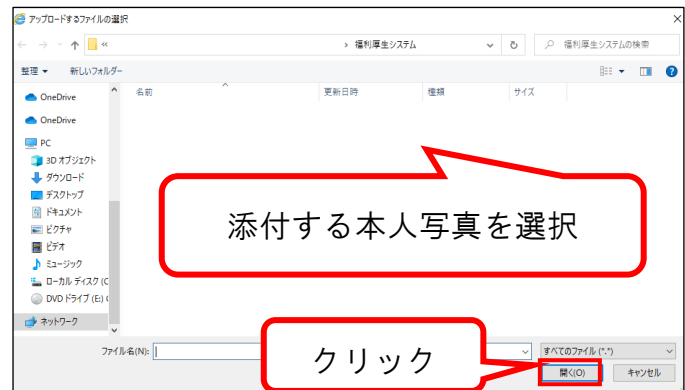 アップロードするファイルの選択
« › 福利厚生システム 福利厚生システムの検索
整理 新しいフォルダー
名前 更新日時 種類 サイズ
OneDrive
OneDrive
PC
3D オブジェクト
ダウンロード
デスクトップ
ドキュメント
ピクチャ
ビデオ
ミュージック
ローカル ディスク (C
DVD ドライブ (E:)
ネットワーク
添付する本人写真を選択
クリック
ファイル名(N): すべてのファイル (*.*)
開く(O) キャンセル